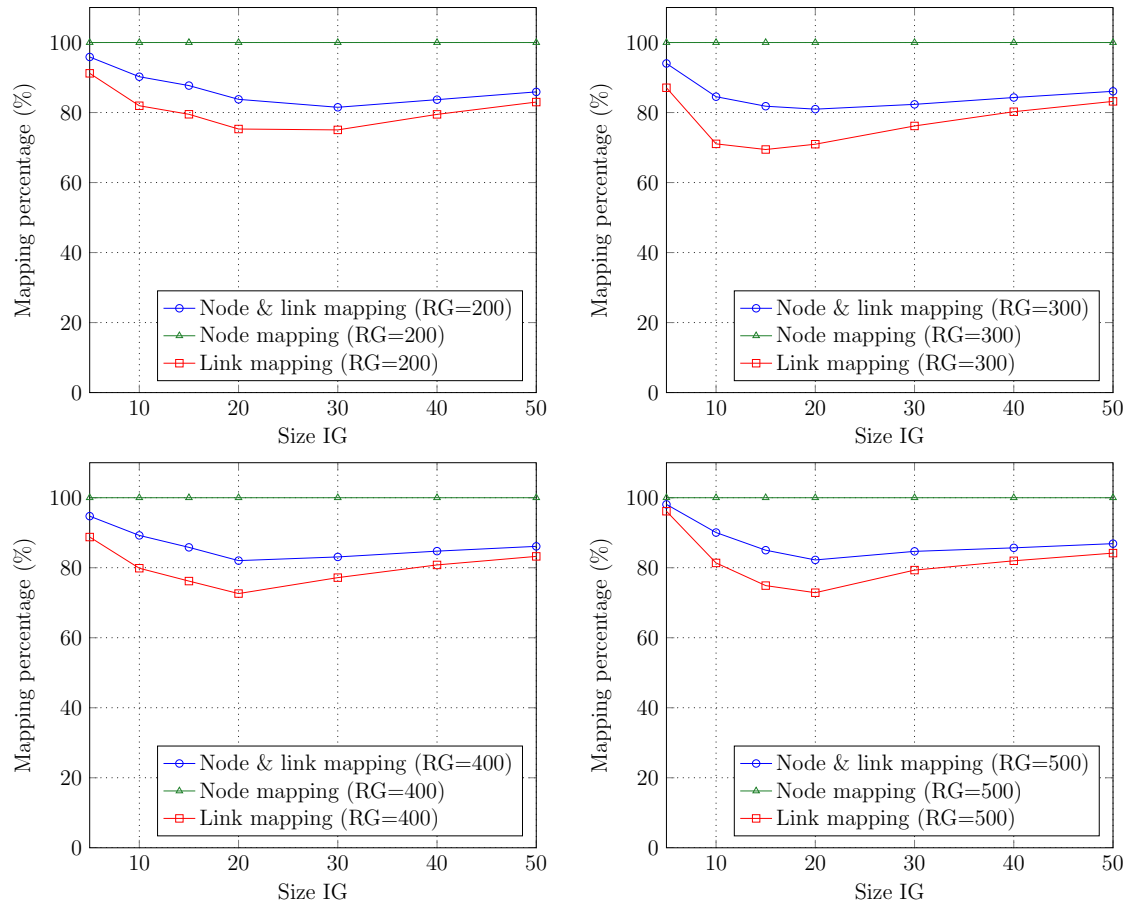 100
80
60
40
20
0
Mapping percentage (%)
Node & link mapping (RG=200)
Node mapping (RG=200)
Link mapping (RG=200)
10 20 30 40 50
Size IG
100
80
60
40
20
0
Mapping percentage (%)
Node & link mapping (RG=300)
Node mapping (RG=300)
Link mapping (RG=300)
10 20 30 40 50
Size IG
100
80
60
40
20
0
Mapping percentage (%)
Node & link mapping (RG=400)
Node mapping (RG=400)
Link mapping (RG=400)
10 20 30 40 50
Size IG
100
80
60
40
20
0
Mapping percentage (%)
Node & link mapping (RG=500)
Node mapping (RG=500)
Link mapping (RG=500)
10 20 30 40 50
Size IG